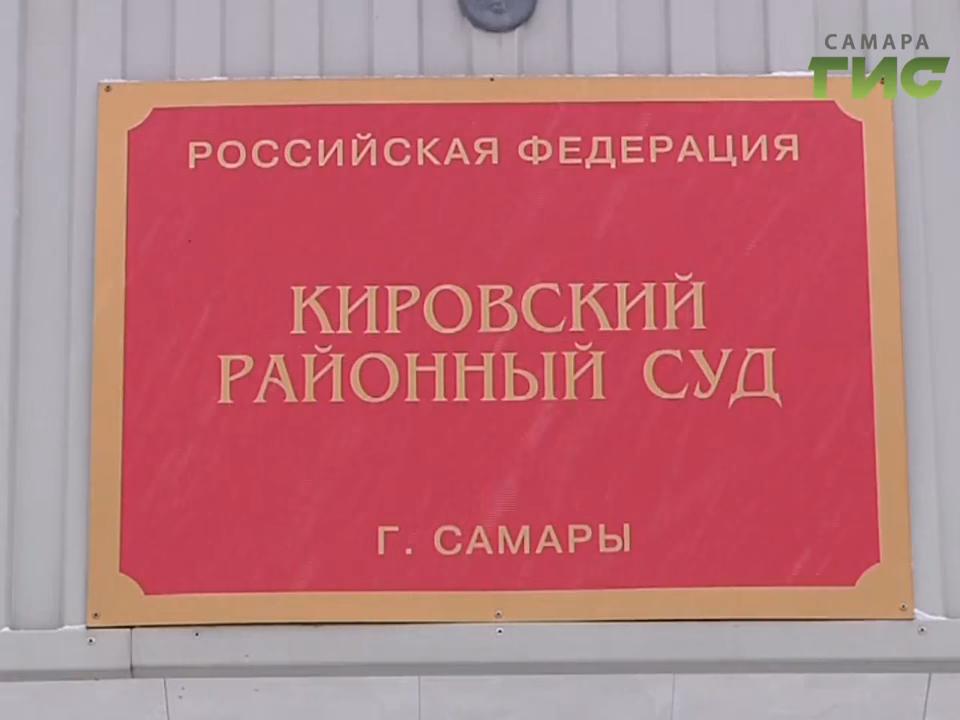 САМАРА
ГИС
РОССИЙСКАЯ ФЕДЕРАЦИЯ
КИРОВСКИЙ
РАЙОННЫЙ СУД
Г. САМАРЫ